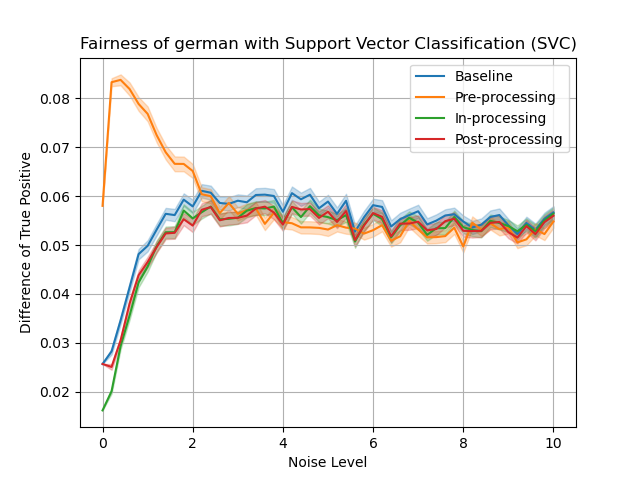 Fairness of german with Support Vector Classification (SVC)
Baseline
Pre-processing
In-processing
Post-processing
Difference of True Positive
0.08
0.07
0.06
0.05
0.04
0.03
0.02
0 2 4 6 8 10
Noise Level